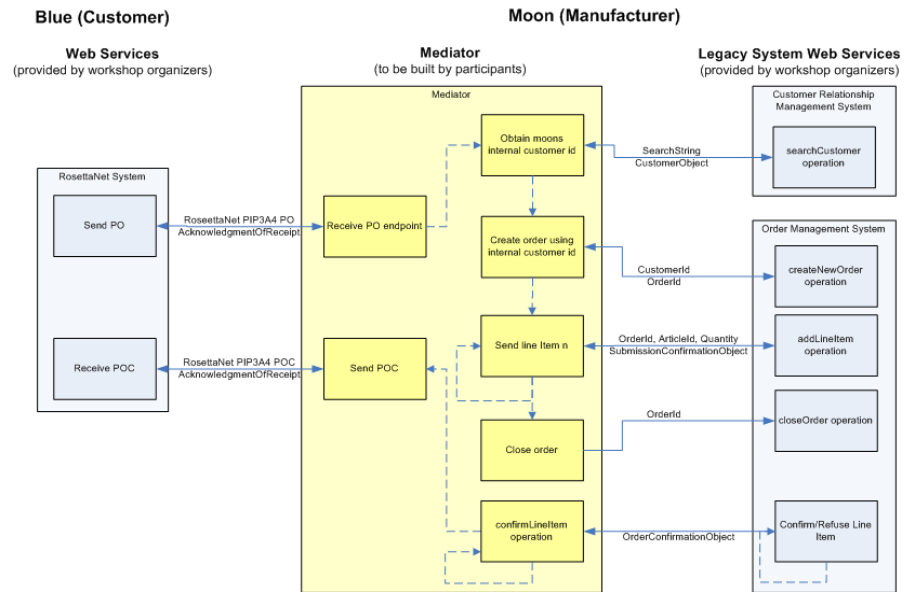 Blue (Customer)
Moon (Manufacturer)
Web Services
(provided by workshop organizers)
Mediator
(to be built by participants)
Legacy System Web Services
(provided by workshop organizers)
Mediator
Customer Relationship
Management System
Obtain moons
internal customer id
SearchString
CustomerObject
searchCustomer
operation
RosettaNet System
Send PO
RoseettaNet PIP3A4 PO
AcknowledgmentOfReceipt
Receive PO endpoint
Create order using
internal customer id
CustomerId
OrderId
Order Management System
createNewOrder
operation
Send line Item n
OrderId, ArticleId, Quantity
SubmissionConfirmationObject
addLineItem
operation
Receive POC
RosettaNet PIP3A4 POC
AcknowledgmentOfReceipt
Send POC
Close order
OrderId
closeOrder operation
confirmLineItem
operation
OrderConfirmationObject
Confirm/Refuse Line
Item